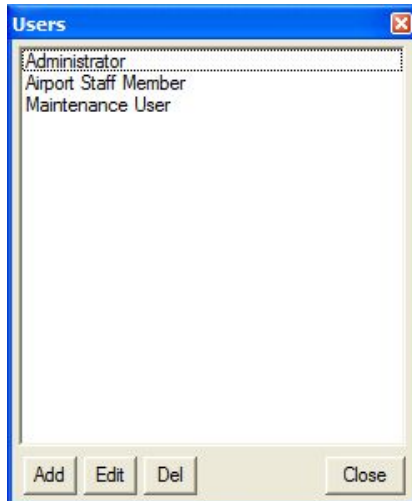 Users
Administrator
Airport Staff Member
Maintenance User
Add Edit Del Close